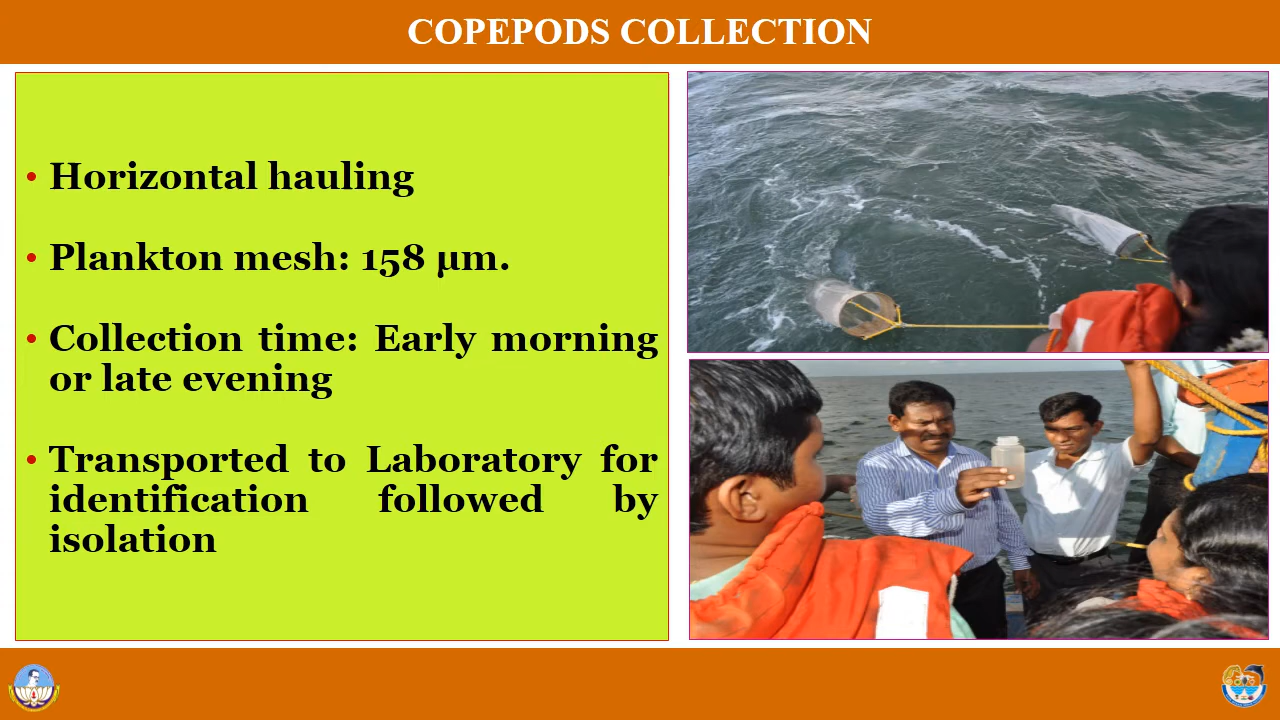 COPEPODS COLLECTION
• Horizontal hauling
• Plankton mesh: 158 µm.
• Collection time: Early morning
or late evening
• Transported to Laboratory for
identification followed by
isolation